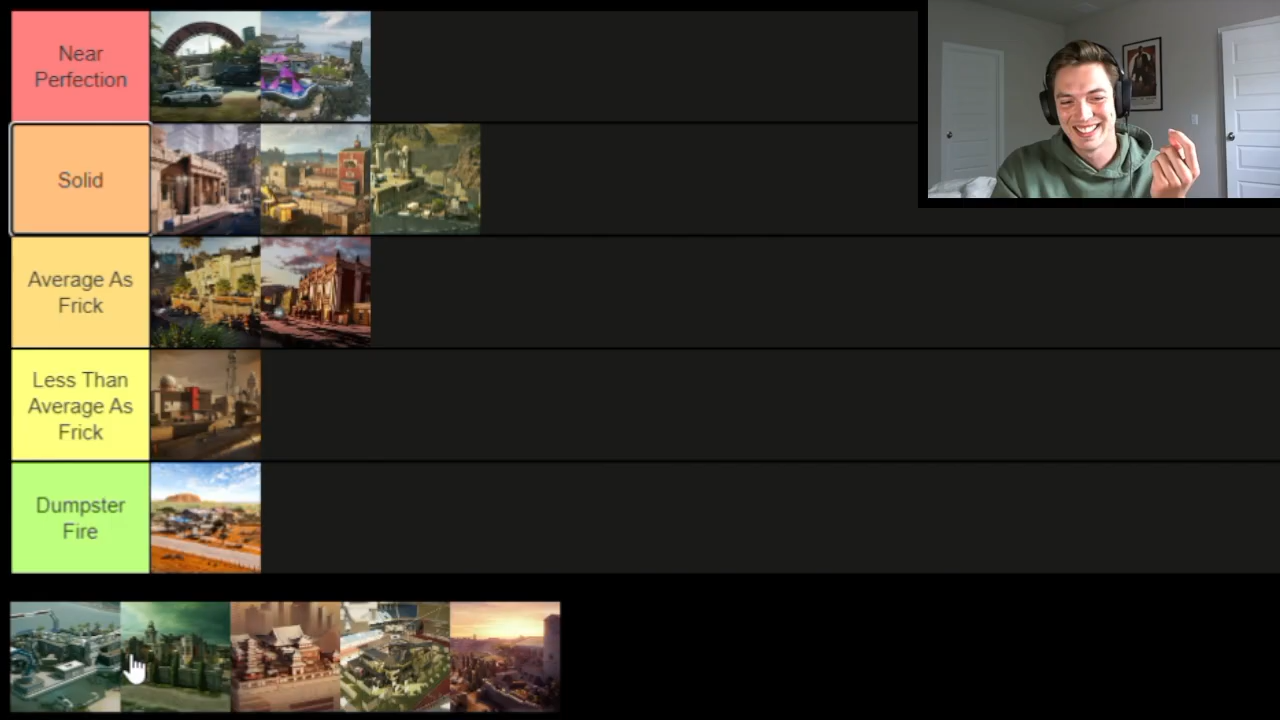 Near
Perfection
Solid
Average As
Frick
Less Than
Average As
Frick
Dumpster
Fire